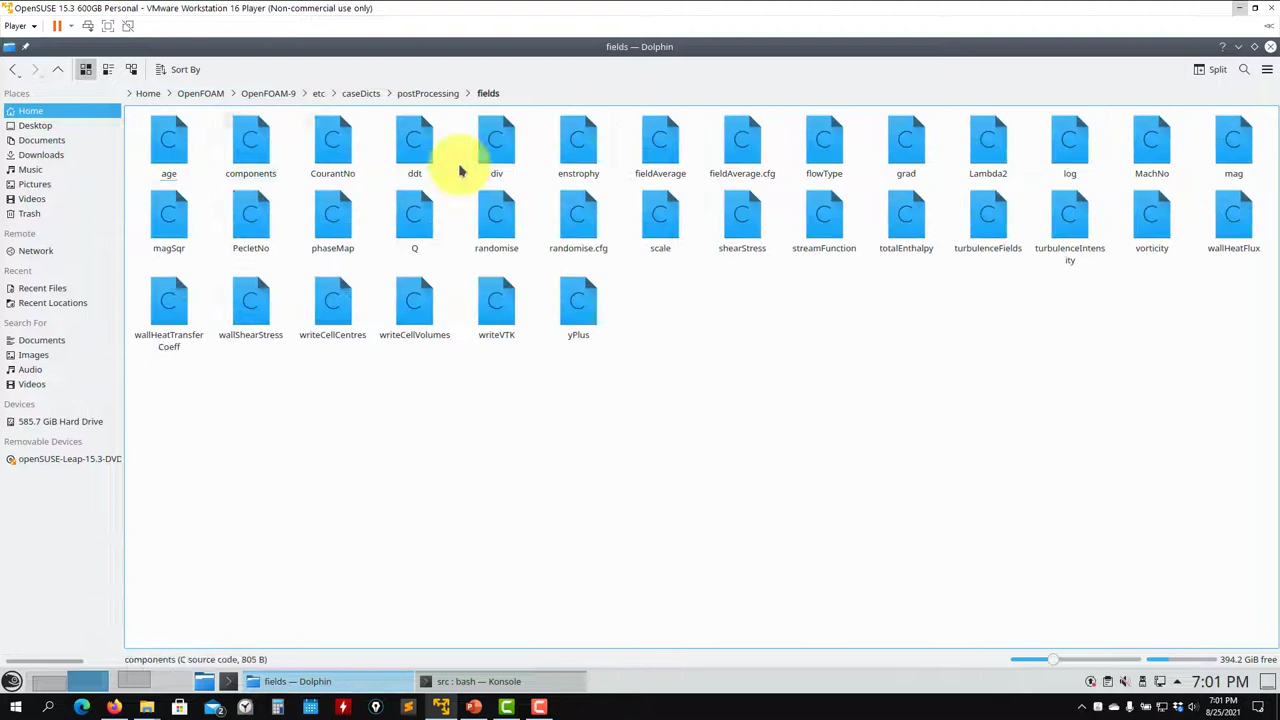 OpenSUSE 15.3 600GB Personal - VMware Workstation 16 Player (Non-commercial use only)
Player
fields — Dolphin
Sort By
Split
Places
Home OpenFOAM OpenFOAM-9 etc caseDicts postProcessing fields
Home
Desktop
Documents
Downloads
Music
Pictures
Videos
Trash
Remote
Network
Recent
Recent Files
Recent Locations
Search For
Documents
Images
Audio
Videos
Devices
585.7 GiB Hard Drive
Removable Devices
openSUSE-Leap-15.3-DVD
age components CourantNo ddt div enstrophy fieldAverage fieldAverage.cfg flowType grad Lambda2 log MachNo mag
magSqr PecletNo phaseMap Q randomise randomise.cfg scale shearStress streamFunction totalEnthalpy turbulenceFields turbulenceIntens wallHeatFlux vorticity
ity
wallHeatTransfer wallShearStress writeCellCentres writeCellVolumes writeVTK yPlus
Coeff
components (C source code, 805 B)
394.2 GiB free
fields — Dolphin
src : bash — Konsole
7:01 PM
7:01 PM
8/25/2021